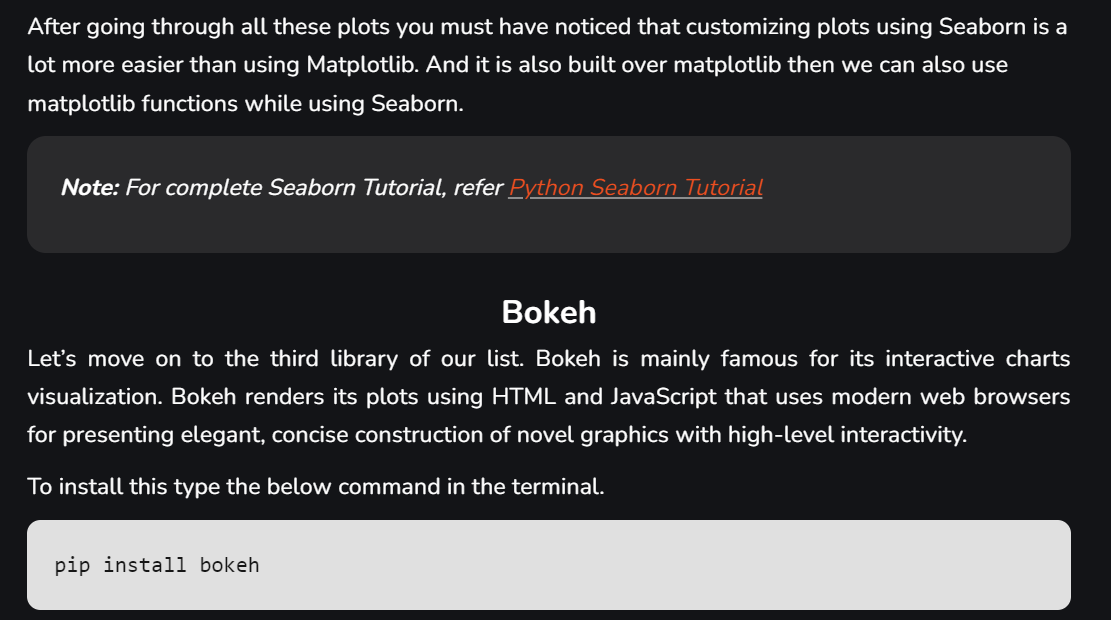 After going through all these plots you must have noticed that customizing plots using Seaborn is a
lot more easier than using Matplotlib. And it is also built over matplotlib then we can also use
matplotlib functions while using Seaborn.
Note: For complete Seaborn Tutorial, refer Python Seaborn Tutorial
Bokeh
Let’s move on to the third library of our list. Bokeh is mainly famous for its interactive charts
visualization. Bokeh renders its plots using HTML and JavaScript that uses modern web browsers
for presenting elegant, concise construction of novel graphics with high-level interactivity.
To install this type the below command in the terminal.
pip install bokeh